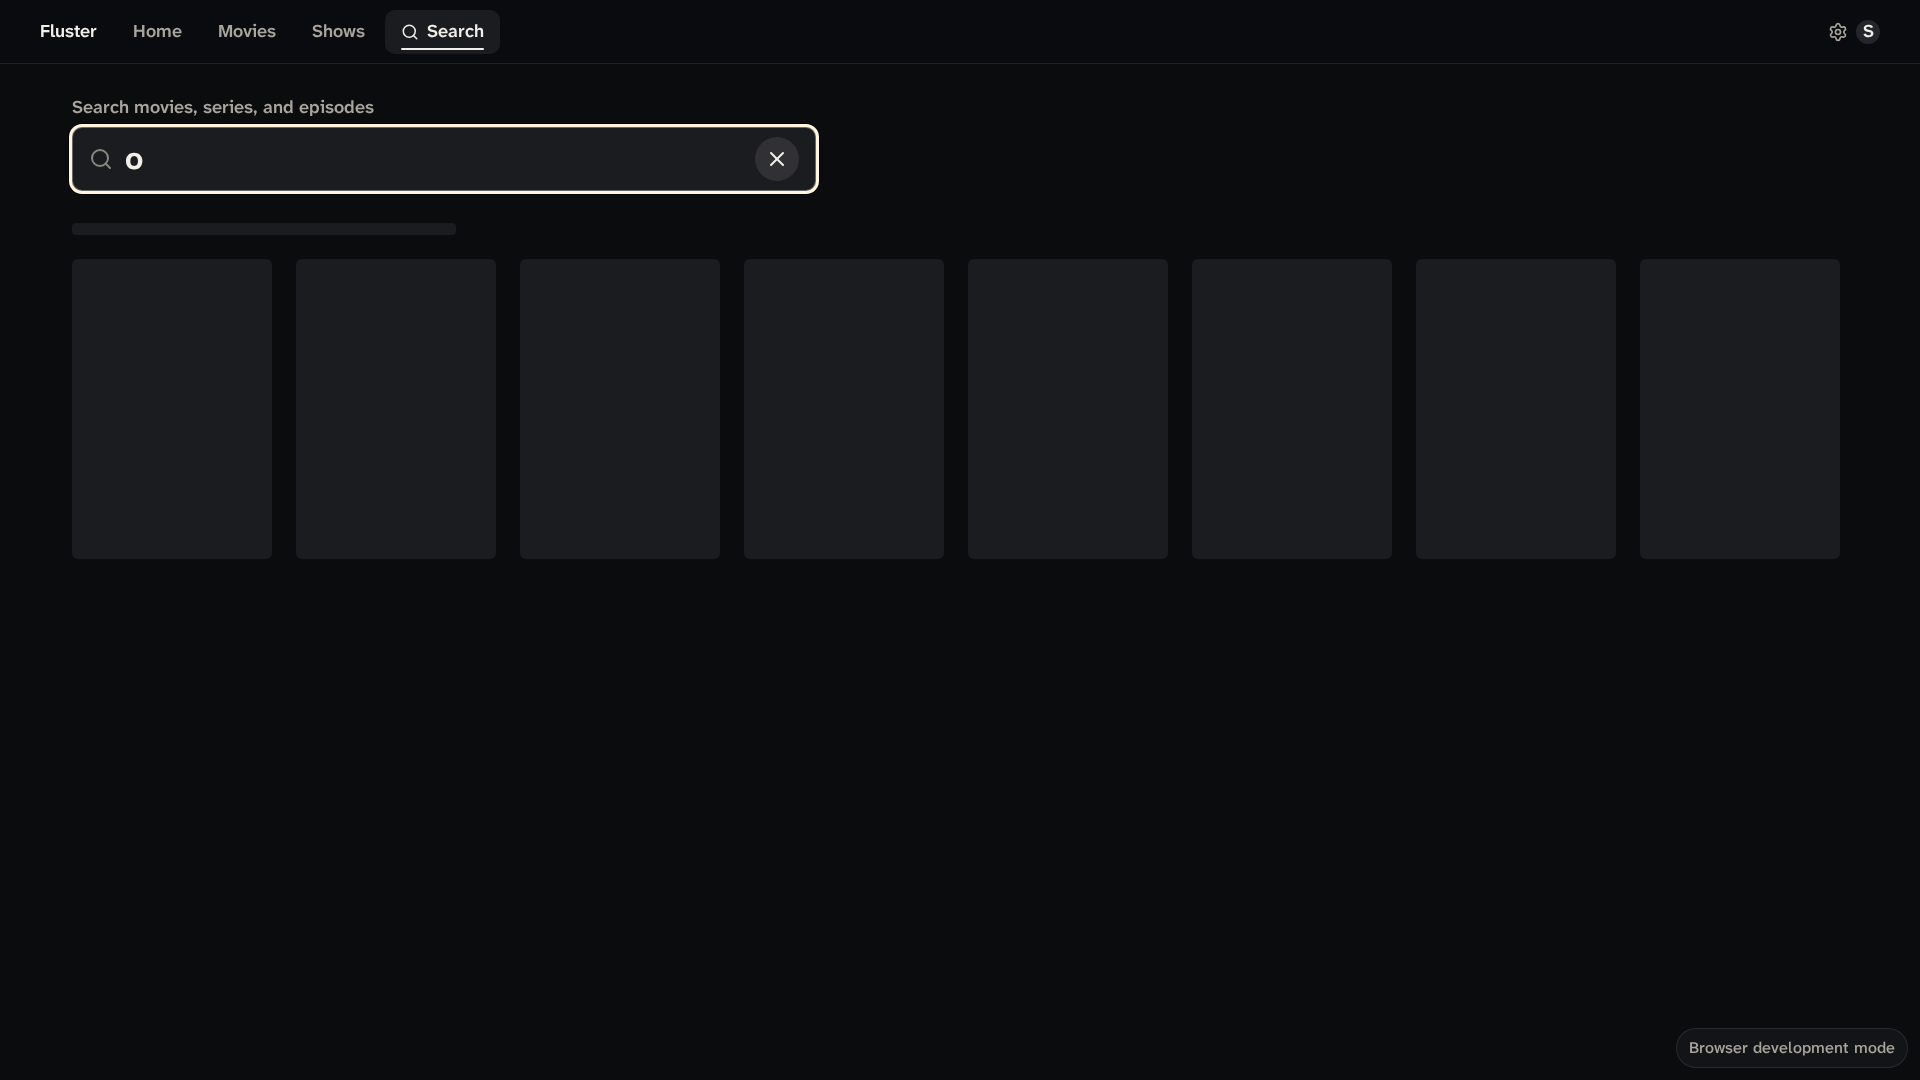 Fluster
Home
Movies
Shows
Search
S
Search movies, series, and episodes
o
Browser development mode